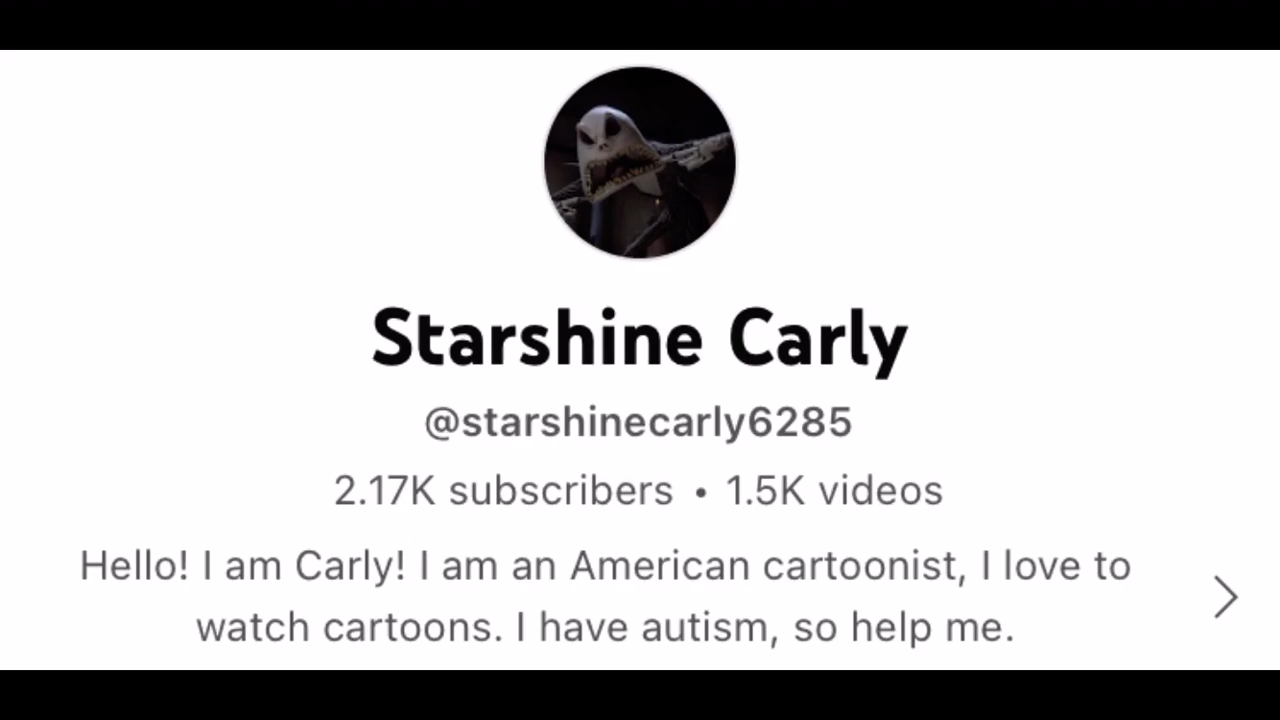 Starshine Carly
@starshinecarly6285
2.17K subscribers • 1.5K videos
Hello! I am Carly! I am an American cartoonist, I love to
watch cartoons. I have autism, so help me.